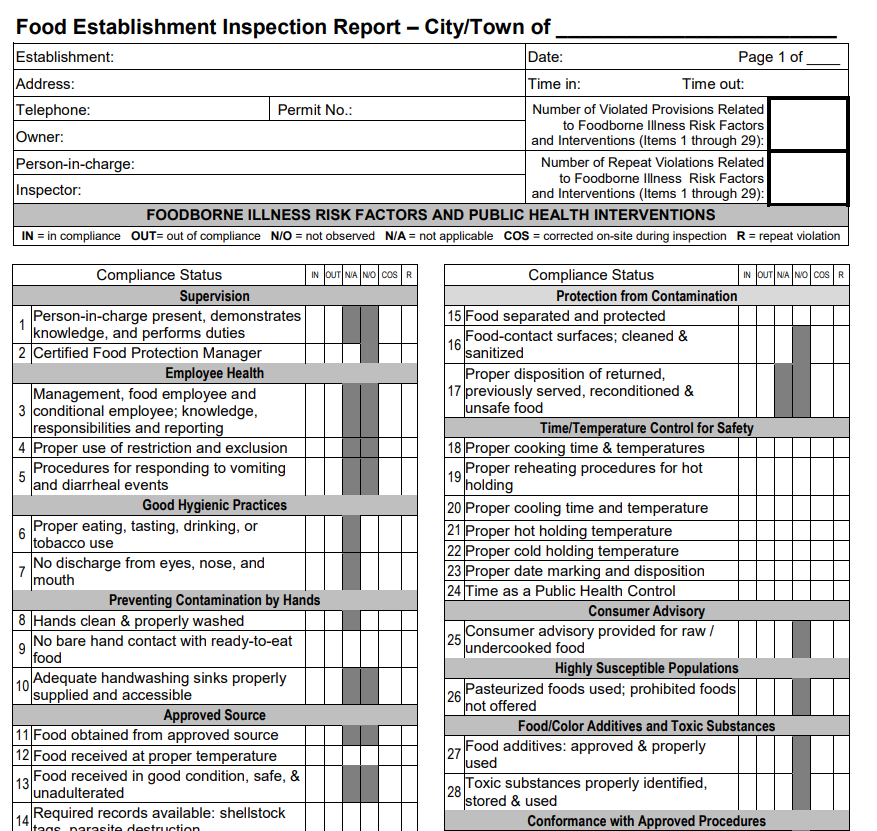 Food Establishment Inspection Report – City/Town of ________________________
Establishment:
Date: Page 1 of ____
Address:
Time in: Time out:
Telephone: Permit No.:
Number of Violated Provisions Related
to Foodborne Illness Risk Factors
and Interventions (Items 1 through 29):
Owner:
Person-in-charge:
Number of Repeat Violations Related
to Foodborne Illness Risk Factors
and Interventions (Items 1 through 29):
Inspector:
FOODBORNE ILLNESS RISK FACTORS AND PUBLIC HEALTH INTERVENTIONS
IN = in compliance OUT= out of compliance N/O = not observed N/A = not applicable COS = corrected on-site during inspection R = repeat violation
Compliance Status IN OUT N/A N/O COS R
Supervision
1 Person-in-charge present, demonstrates
knowledge, and performs duties
2 Certified Food Protection Manager
Employee Health
3 Management, food employee and
conditional employee; knowledge,
responsibilities and reporting
4 Proper use of restriction and exclusion
5 Procedures for responding to vomiting
and diarrheal events
Good Hygienic Practices
6 Proper eating, tasting, drinking, or
tobacco use
7 No discharge from eyes, nose, and
mouth
Preventing Contamination by Hands
8 Hands clean & properly washed
9 No bare hand contact with ready-to-eat
food
10 Adequate handwashing sinks properly
supplied and accessible
Approved Source
11 Food obtained from approved source
12 Food received at proper temperature
13 Food received in good condition, safe, &
unadulterated
14 Required records available: shellstock
tags, parasite destruction
Compliance Status IN OUT N/A N/O COS R
Protection from Contamination
15 Food separated and protected
16 Food-contact surfaces; cleaned &
sanitized
17 Proper disposition of returned,
previously served, reconditioned &
unsafe food
Time/Temperature Control for Safety
18 Proper cooking time & temperatures
19 Proper reheating procedures for hot
holding
20 Proper cooling time and temperature
21 Proper hot holding temperature
22 Proper cold holding temperature
23 Proper date marking and disposition
24 Time as a Public Health Control
Consumer Advisory
25 Consumer advisory provided for raw /
undercooked food
Highly Susceptible Populations
26 Pasteurized foods used; prohibited foods
not offered
Food/Color Additives and Toxic Substances
27 Food additives: approved & properly
used
28 Toxic substances properly identified,
stored & used
Conformance with Approved Procedures